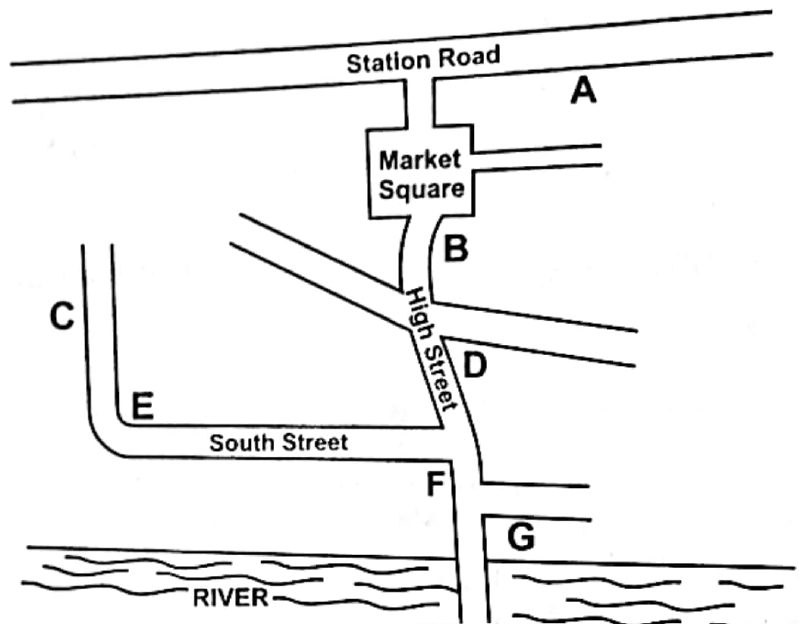 Station Road
A
Market
Square
B
C
High Street
D
E
South Street
F
G
RIVER